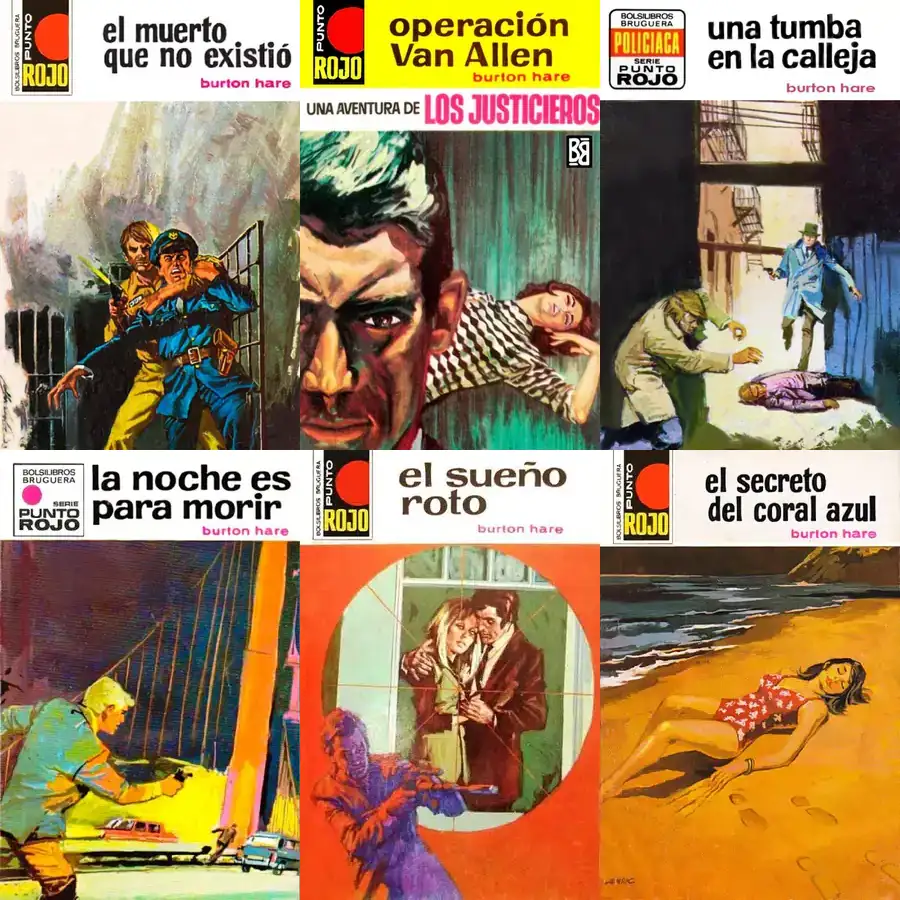 BOLSILIBROS BRUGUERA
PUNTO
ROJO
el muerto
que no existió
burton hare
PUNTO
ROJO
operación
Van Allen
burton hare
UNA AVENTURA DE LOS JUSTICIEROS
BB
BOLSILIBROS
BRUGUERA
POLICIACA
SERIE
PUNTO
ROJO
una tumba
en la calleja
burton hare
BOLSILIBROS
BRUGUERA
SERIE
PUNTO
ROJO
la noche es
para morir
burton hare
BOLSILIBROS BRUGUERA
PUNTO
ROJO
el sueño
roto
burton hare
BOLSILIBROS BRUGUERA
PUNTO
ROJO
el secreto
del coral azul
burton hare